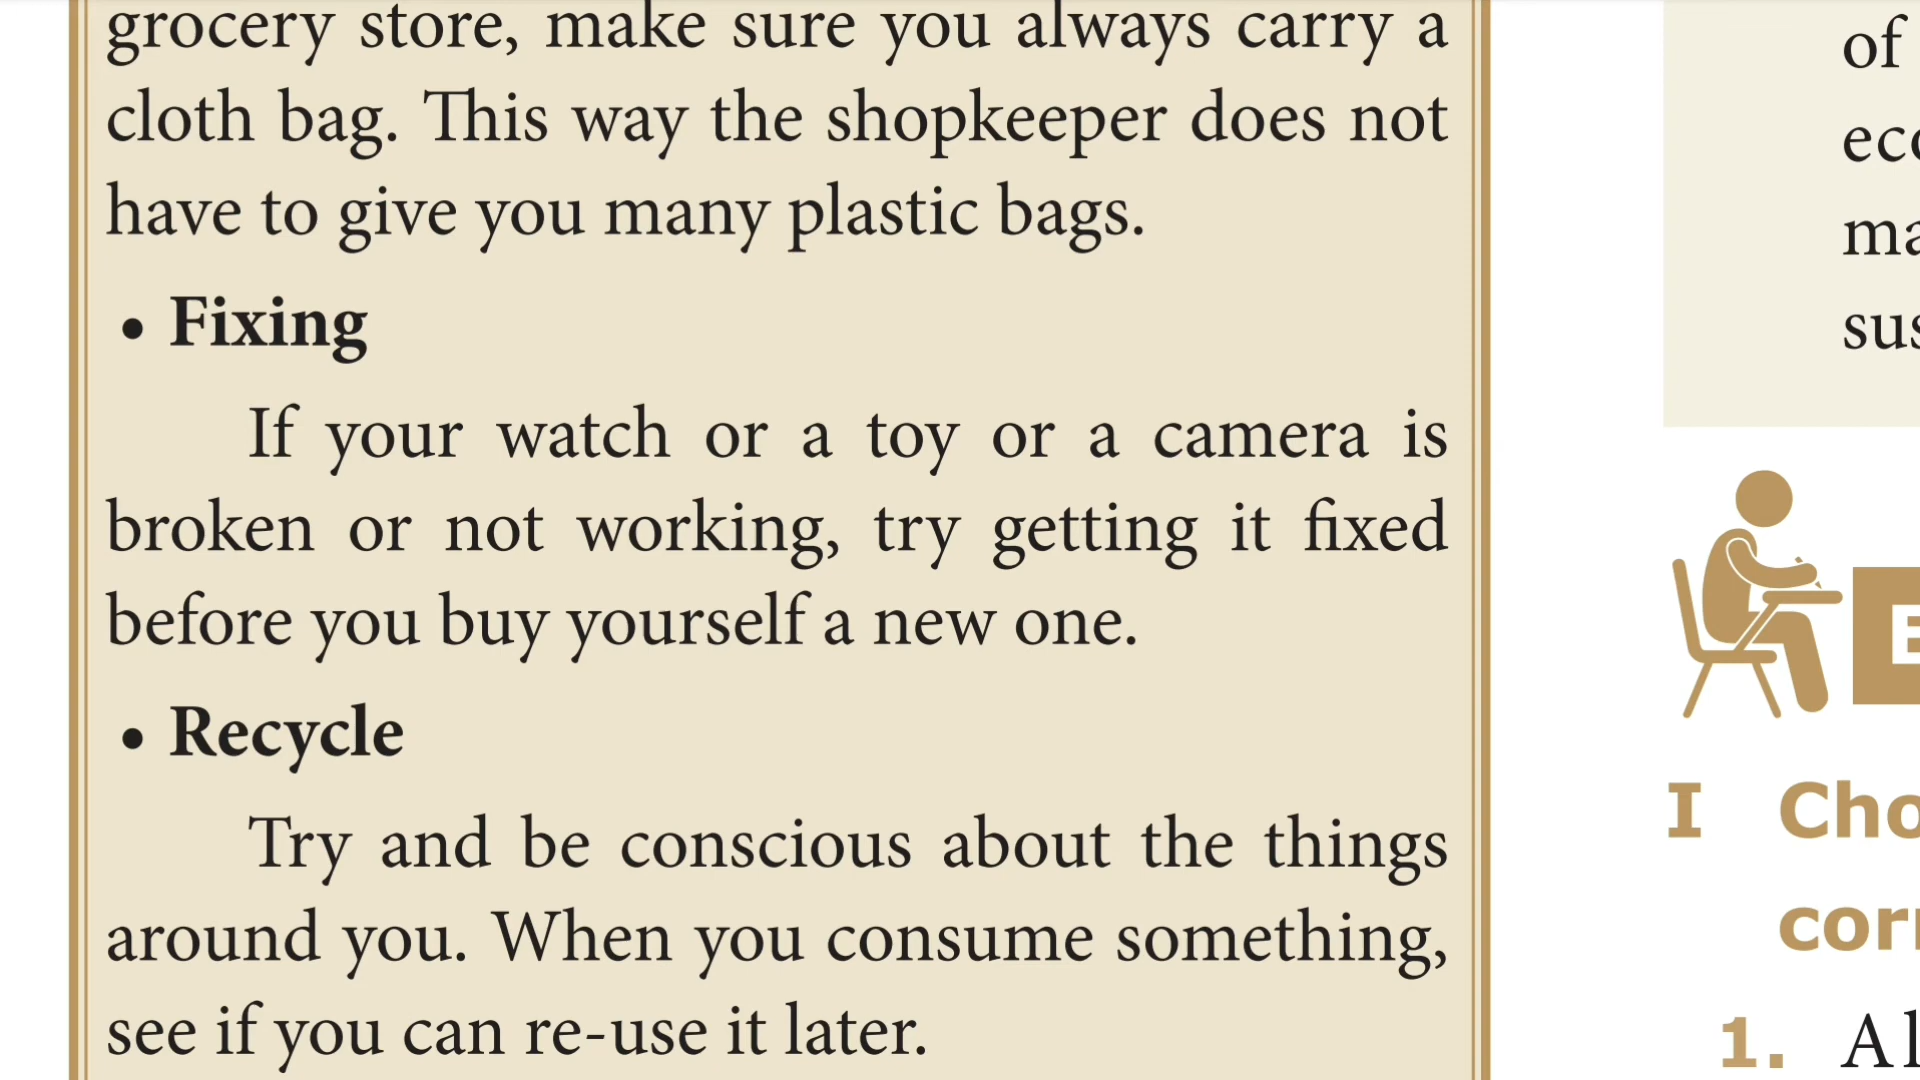 grocery store, make sure you always carry a
cloth bag. This way the shopkeeper does not
have to give you many plastic bags.
• Fixing
If your watch or a toy or a camera is
broken or not working, try getting it fixed
before you buy yourself a new one.
• Recycle
Try and be conscious about the things
around you. When you consume something,
see if you can re-use it later.
of
I
1.